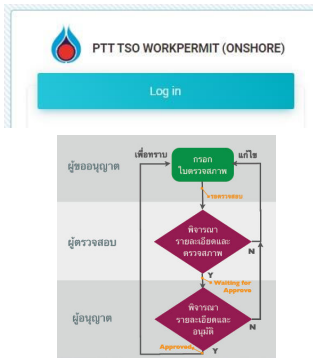 PTT TSO WORKPERMIT (ONSHORE)
Log in
เพื่อทราบ
แก้ไข
ผู้ขออนุญาต
กรอก
ใบตรวจสภาพ
รอตรวจสอบ
ผู้ตรวจสอบ
พิจารณา
รายละเอียดและ
ตรวจสภาพ
N
Y
Waiting for
Approve
ผู้อนุญาต
พิจารณา
รายละเอียดและ
อนุมัติ
N
Approved
Y